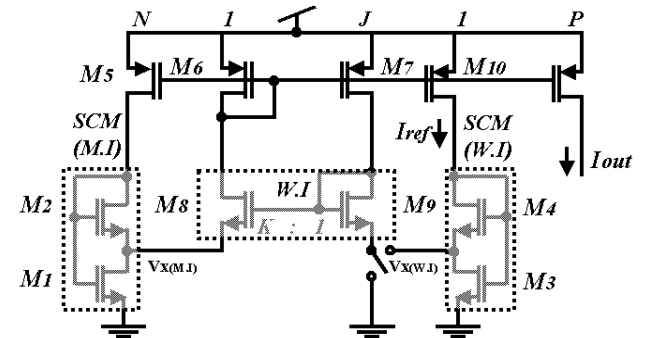 N 1 J 1 P
M5 M6 M7 M10
SCM (M.I)
Iref
SCM (W.I)
Iout
M2 M8 W.I M9 M4
K : 1
M1 Vx(M.I) Vx(W.I) M3